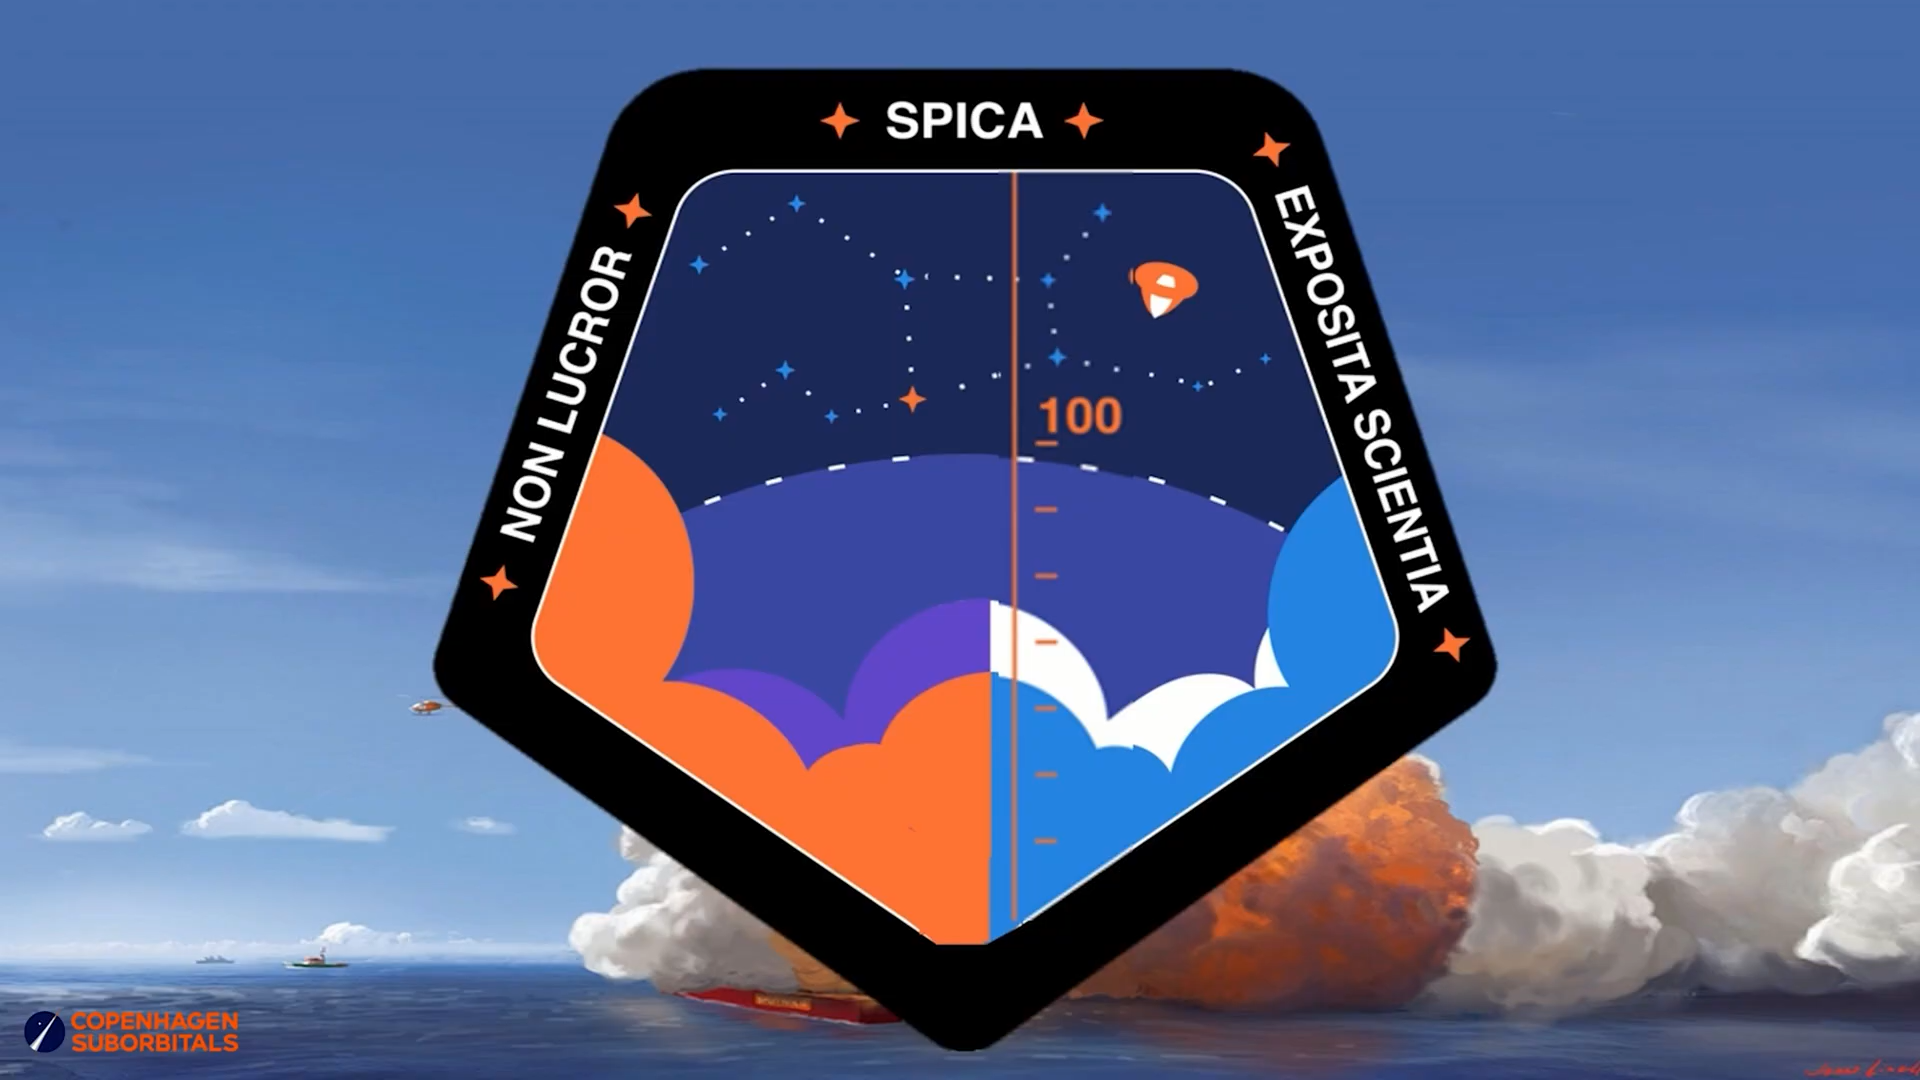 SPICA
NON LUCROR
EXPOSITA SCIENTIA
100
COPENHAGEN
SUBORBITALS